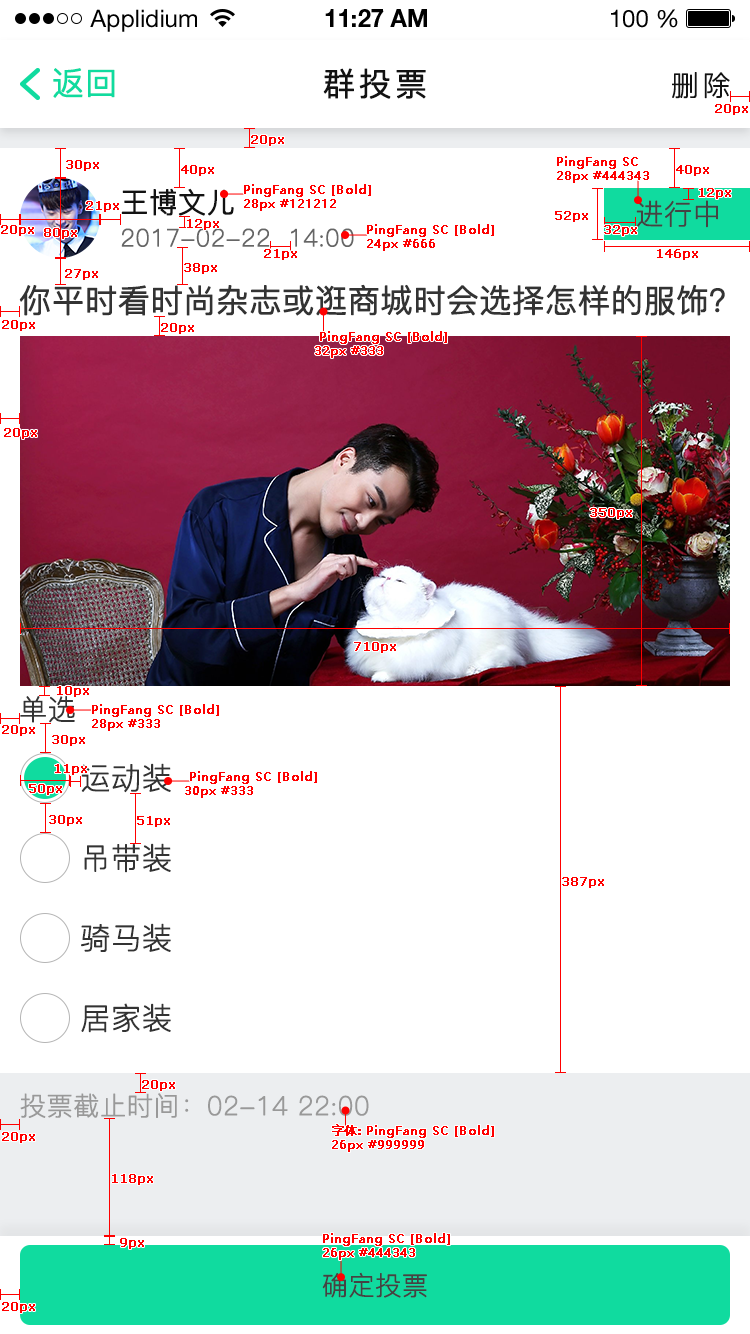 Applidium 11:27 AM 100 %
返回 群投票 删除
20px
20px
30px 40px PingFang SC 40px
28px #444343
王博文儿 PingFang SC [Bold] 12px
28px #121212
20px 80px 21px 12px 52px 进行中
32px
2017-02-22 14:00 PingFang SC [Bold]
24px #666
21px 146px
27px 38px
你平时看时尚杂志或逛商城时会选择怎样的服饰?
20px 20px PingFang SC [Bold]
32px #333
20px
350px
710px
10px
单选 PingFang SC [Bold]
28px #333
20px
30px
11px 运动装 PingFang SC [Bold]
50px 30px #333
30px 51px
吊带装
387px
骑马装
居家装
20px
投票截止时间：02-14 22:00
20px 字体: PingFang SC [Bold]
26px #999999
118px
9px PingFang SC [Bold]
26px #444343
确定投票
20px